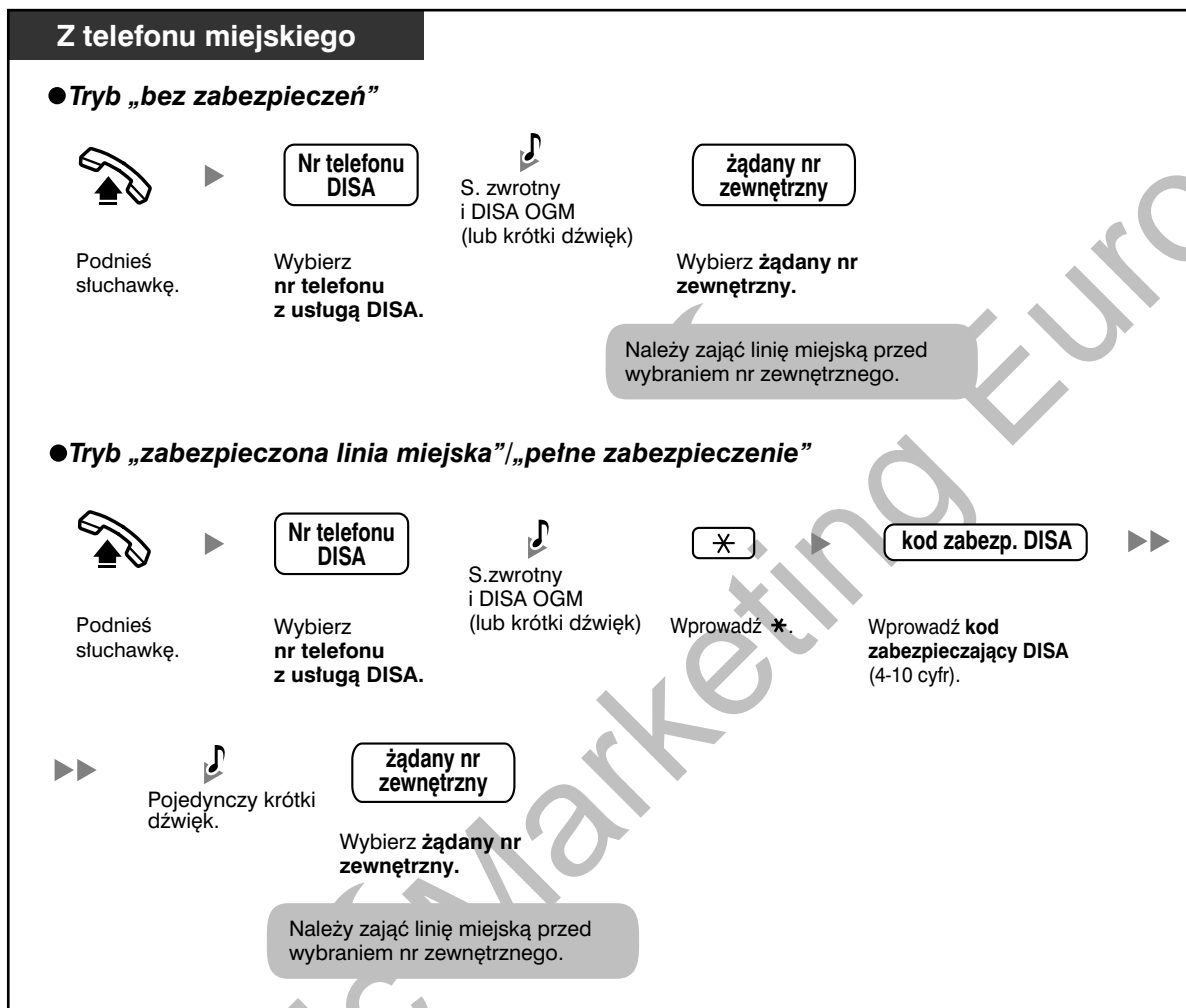 Z telefonu miejskiego
●Tryb „bez zabezpieczeń”
Nr telefonu
DISA
S. zwrotny
i DISA OGM
(lub krótki dźwięk)
żądany nr
zewnętrzny
Podnieś
słuchawkę.
Wybierz
nr telefonu
z usługą DISA.
Wybierz żądany nr
zewnętrzny.
Należy zająć linię miejską przed
wybraniem nr zewnętrznego.
●Tryb „zabezpieczona linia miejska”/„pełne zabezpieczenie”
Nr telefonu
DISA
S.zwrotny
i DISA OGM
(lub krótki dźwięk)
*
kod zabezp. DISA
Podnieś
słuchawkę.
Wybierz
nr telefonu
z usługą DISA.
Wprowadź *.
Wprowadź kod
zabezpieczający DISA
(4-10 cyfr).
Pojedynczy krótki
dźwięk.
żądany nr
zewnętrzny
Wybierz żądany nr
zewnętrzny.
Należy zająć linię miejską przed
wybraniem nr zewnętrznego.
Marketing